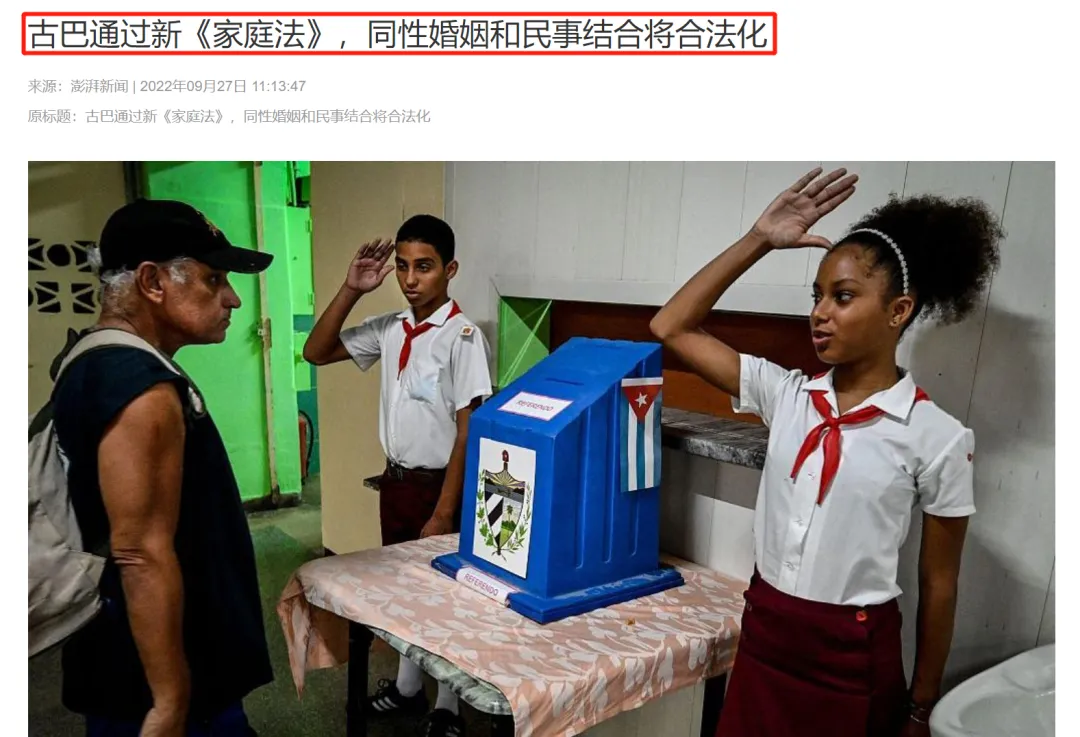 古巴通过新《家庭法》，同性婚姻和民事结合将合法化
来源：澎湃新闻 | 2022年09月27日 11:13:47
原标题：古巴通过新《家庭法》，同性婚姻和民事结合将合法化
REFERENDO
REFERENDO